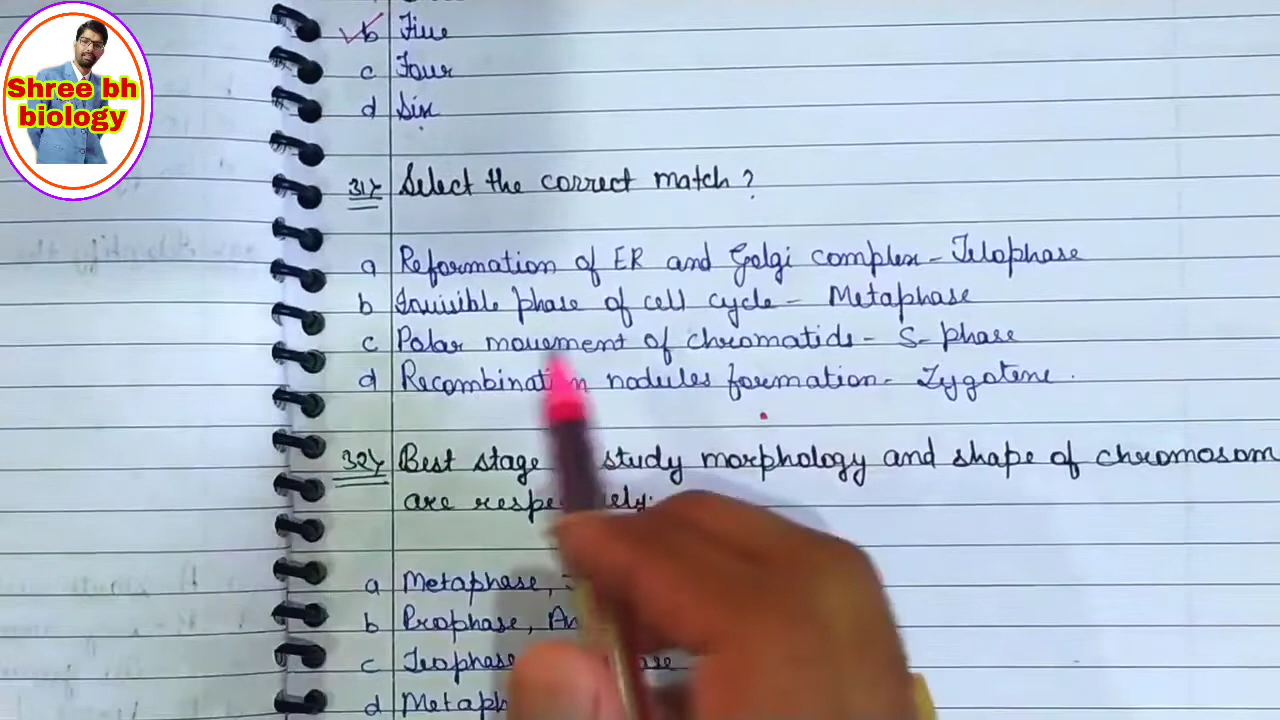 Shree bh
biology
b Five
c Four
d Six
31) Select the correct match?
a Reformation of ER and Golgi complex - Telophase
b Invisible phase of cell cycle - Metaphase
c Polar movement of chromatids - S-phase
d Recombination nodules formation - Zygotene.
32) Best stage study morphology and shape of chromosom
are respectively.
a Metaphase,
b Prophase, An
c
d Metaph